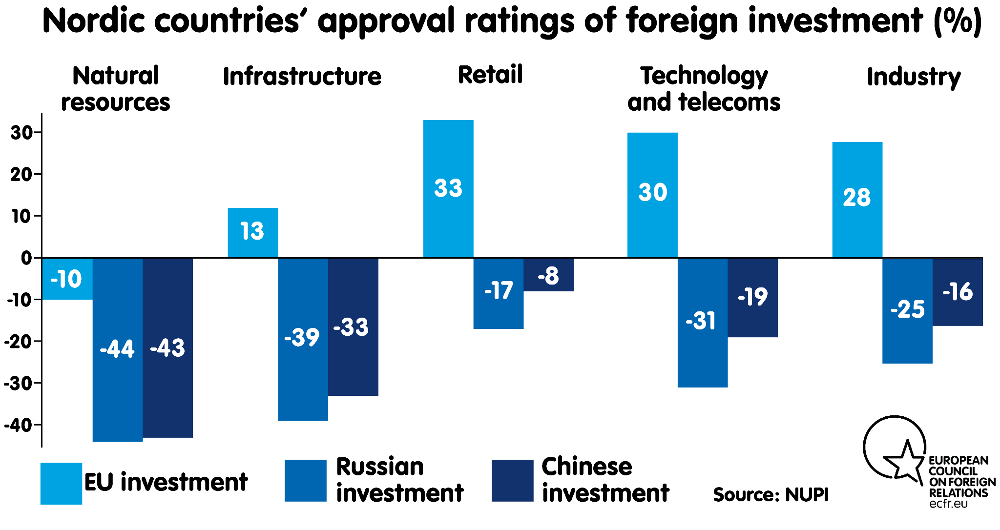 Nordic countries’ approval ratings of foreign investment (%)
Natural
resources
Infrastructure
Retail
Technology
and telecoms
Industry
30
20
10
0
-10
-20
-30
-40
-10
-44
-43
13
-39
-33
33
-17
-8
30
-31
-19
28
-25
-16
EU investment
Russian
investment
Chinese
investment
Source: NUPI
EUROPEAN
COUNCIL
ON FOREIGN
RELATIONS
ecfr.eu